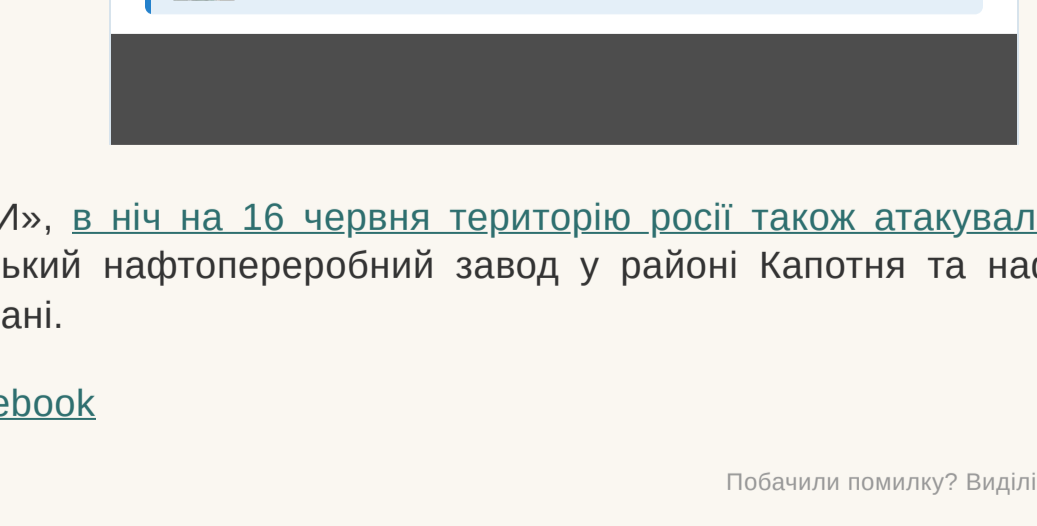 И», в ніч на 16 червня територію росії також атакувал
ький нафтопереробний завод у районі Капотня та на
ані.
ebook
Побачили помилку? Виділі